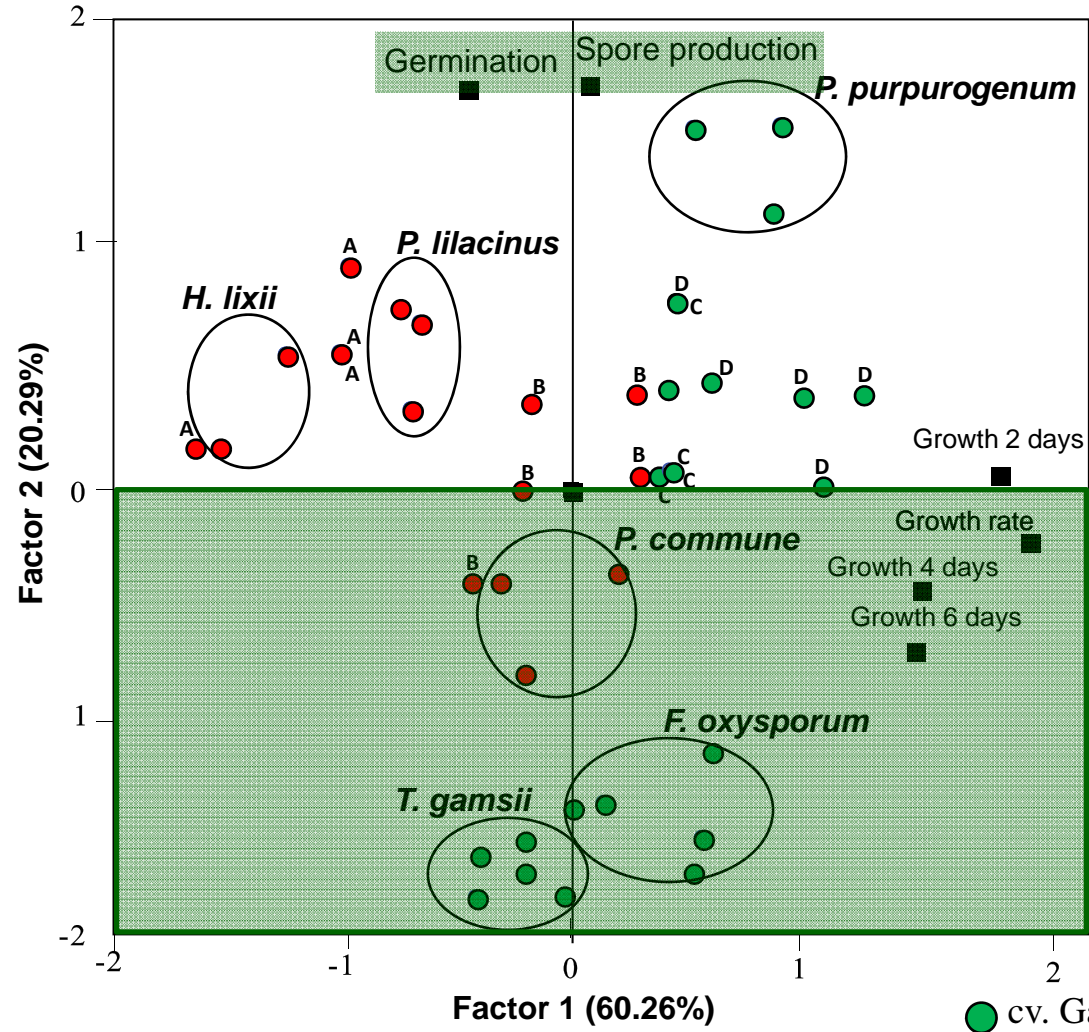 2
Germination
Spore production
P. purpurogenum
1
A
P. lilacinus
H. lixii
D
C
A
A
B
B
D
D
D
A
Growth 2 days
B
C
C
C
D
B
0
Growth rate
P. commune
Growth 4 days
B
Growth 6 days
1
F. oxysporum
T. gamsii
-2
-2
-1
0
1
2
Factor 2 (20.29%)
Factor 1 (60.26%)
cv. Ga